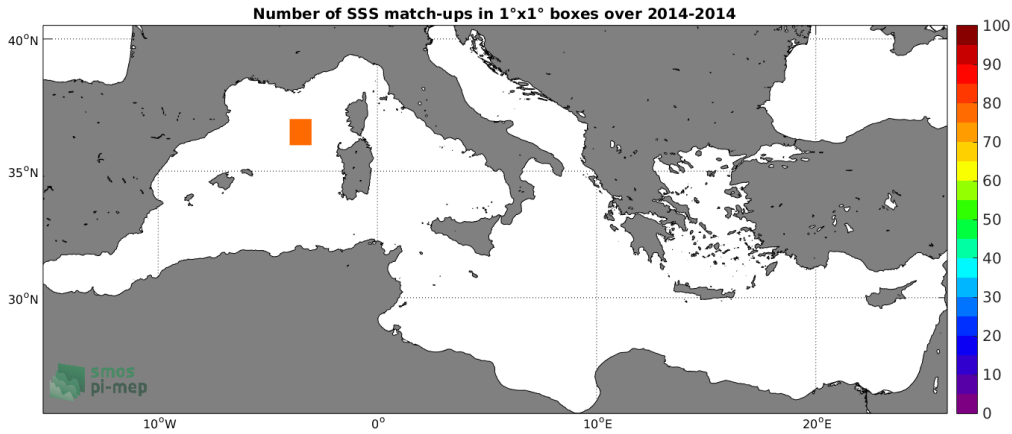 Number of SSS match-ups in 1°x1° boxes over 2014-2014
40°N
35°N
30°N
10°W
0°
10°E
20°E
100
90
80
70
60
50
40
30
20
10
0
smos
pi-mep